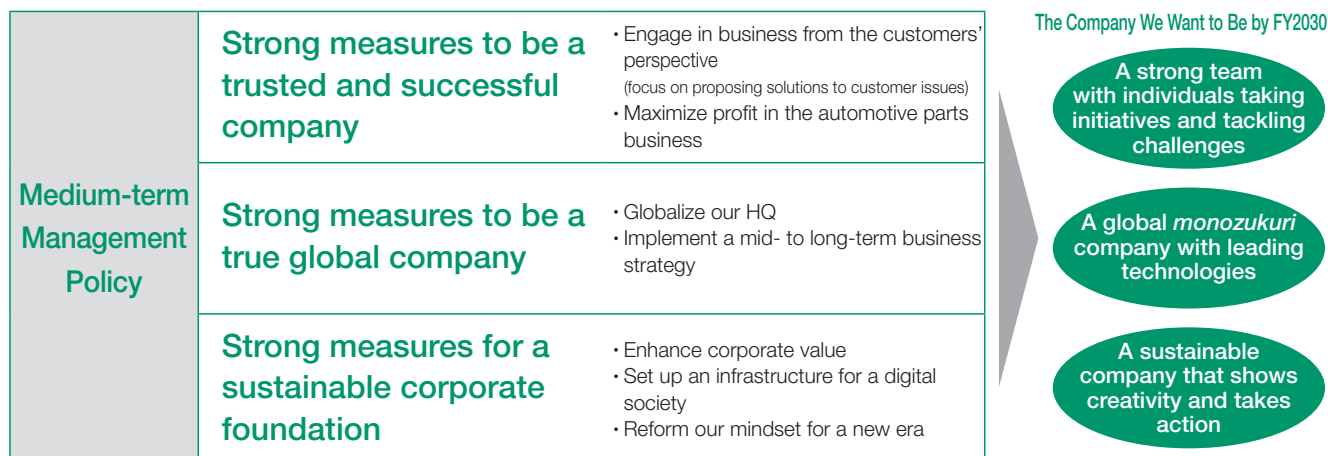 Medium-term
Management
Policy
Strong measures to be a
trusted and successful
company
・Engage in business from the customers'
perspective
(focus on proposing solutions to customer issues)
・Maximize profit in the automotive parts
business
Strong measures to be a
true global company
・Globalize our HQ
・Implement a mid- to long-term business
strategy
Strong measures for a
sustainable corporate
foundation
・Enhance corporate value
・Set up an infrastructure for a digital
society
・Reform our mindset for a new era
The Company We Want to Be by FY2030
A strong team
with individuals taking
initiatives and tackling
challenges
A global monozukuri
company with leading
technologies
A sustainable
company that shows
creativity and takes
action